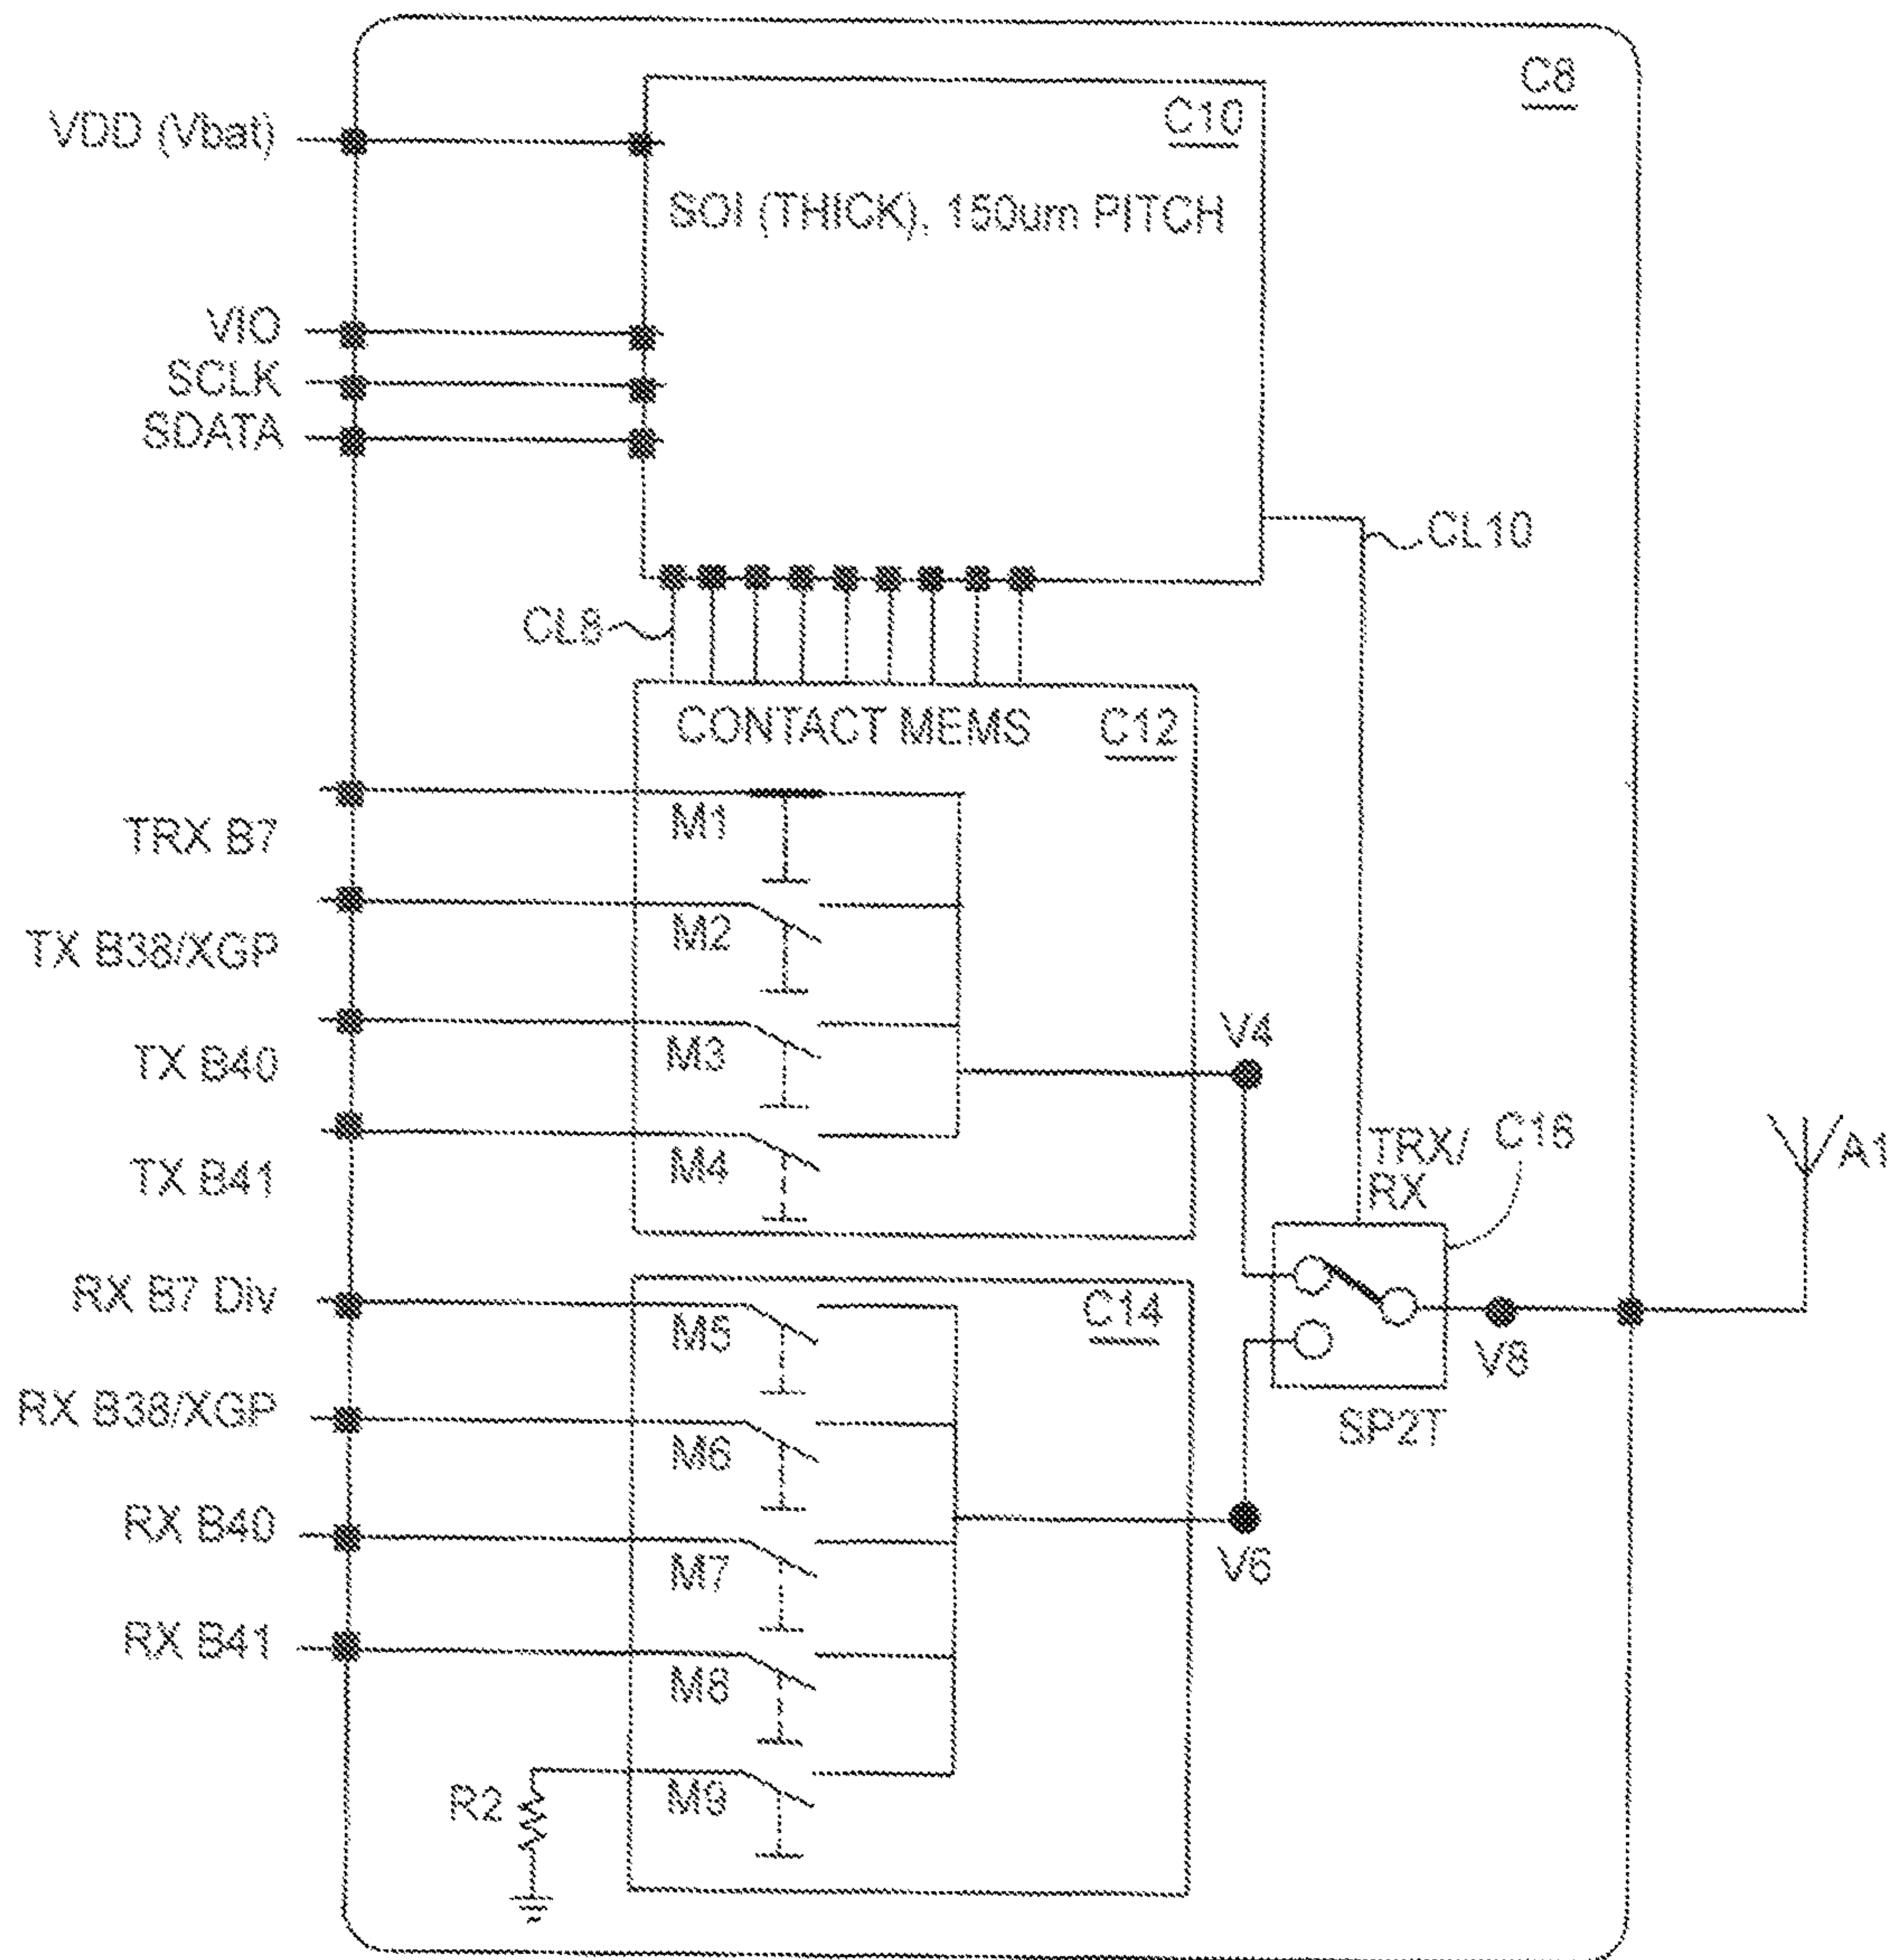 C8
VDD (Vbat)
C10
SOI (THICK), 150um PITCH
VIO
SCLK
SDATA
CL10
CL8
CONTACT MEMS
C12
TRX B7
M1
TX B38/XGP
M2
TX B40
M3
V4
TX B41
M4
TRX/
RX
C16
A1
RX B7 Div
M5
C14
V8
RX B38/XGP
M6
SP2T
RX B40
M7
V6
RX B41
M8
R2
M9